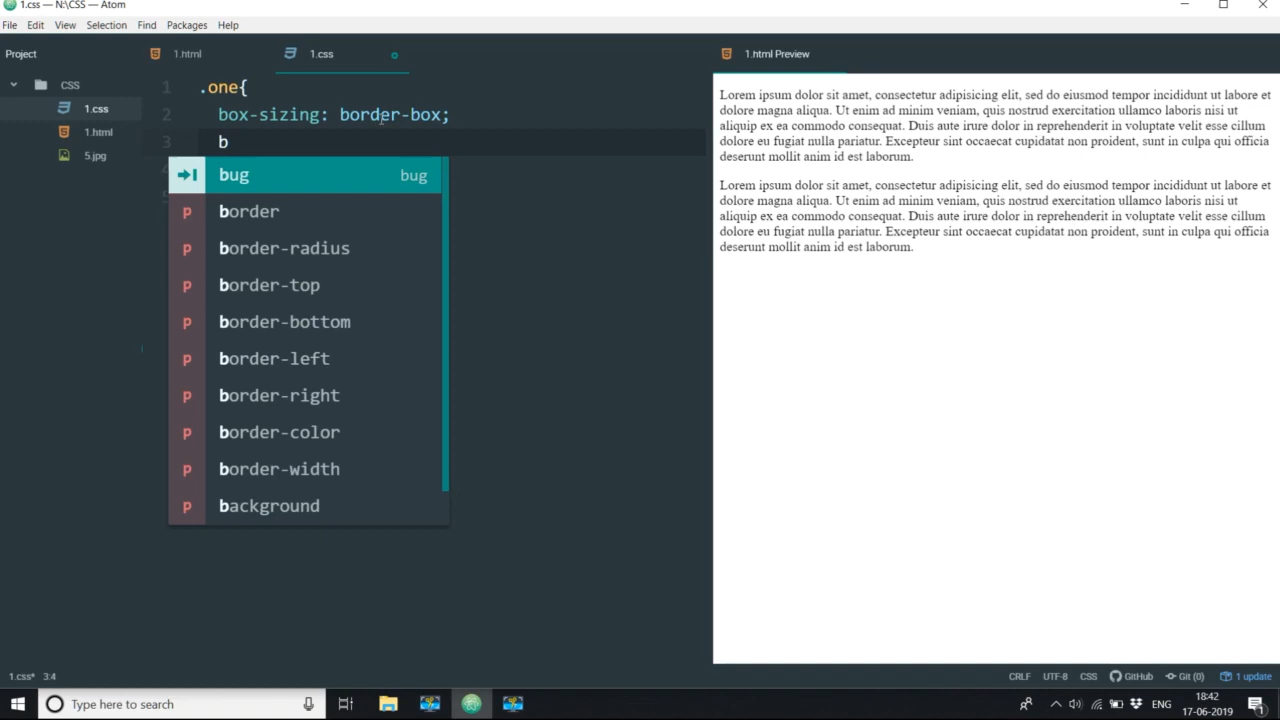 1.css — N:\CSS — Atom
File Edit View Selection Find Packages Help
Project
1.html
1.css
1.html Preview
CSS
1.css
1.html
5.jpg
1 .one{
2 box-sizing: border-box;
3 b
bug bug
p border
p border-radius
p border-top
p border-bottom
p border-left
p border-right
p border-color
p border-width
p background
Lorem ipsum dolor sit amet, consectetur adipisicing elit, sed do eiusmod tempor incididunt ut labore et
dolore magna aliqua. Ut enim ad minim veniam, quis nostrud exercitation ullamco laboris nisi ut
aliquip ex ea commodo consequat. Duis aute irure dolor in reprehenderit in voluptate velit esse cillum
dolore eu fugiat nulla pariatur. Excepteur sint occaecat cupidatat non proident, sunt in culpa qui officia
deserunt mollit anim id est laborum.
Lorem ipsum dolor sit amet, consectetur adipisicing elit, sed do eiusmod tempor incididunt ut labore et
dolore magna aliqua. Ut enim ad minim veniam, quis nostrud exercitation ullamco laboris nisi ut
aliquip ex ea commodo consequat. Duis aute irure dolor in reprehenderit in voluptate velit esse cillum
dolore eu fugiat nulla pariatur. Excepteur sint occaecat cupidatat non proident, sunt in culpa qui officia
deserunt mollit anim id est laborum.
1.css* 3:4
CRLF UTF-8 CSS GitHub Git (0) 1 update
Type here to search
ENG
18:42
17-06-2019
1